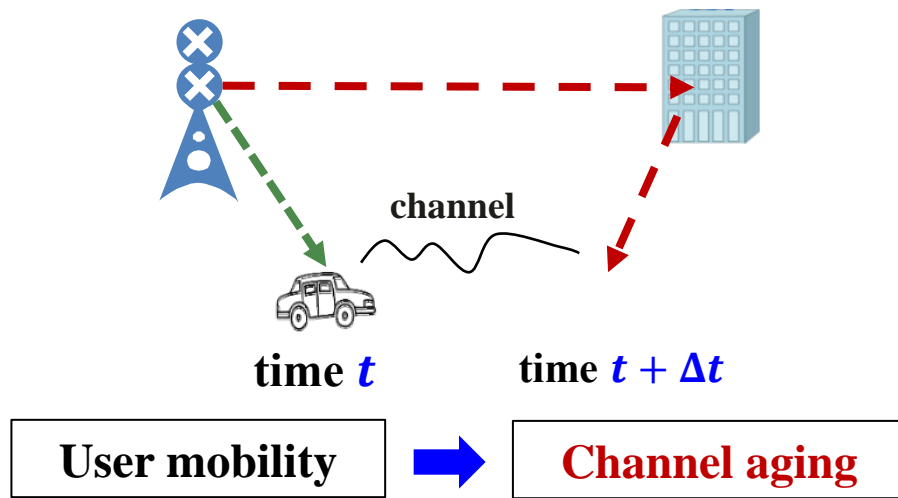 channel
time t
time t + Δt
User mobility
Channel aging